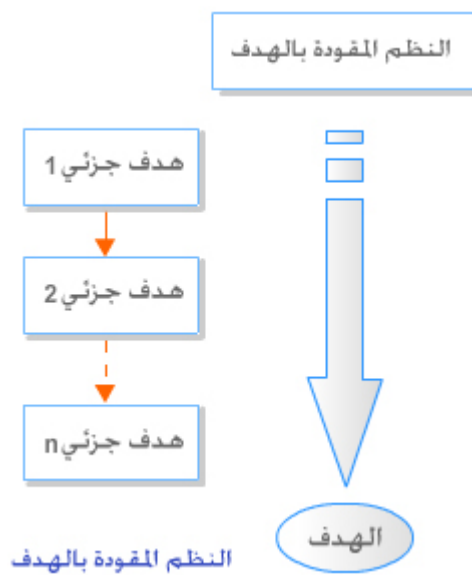 النظم المقودة بالهدف
هدف جزئي 1
هدف جزئي 2
هدف جزئي n
الهدف
النظم المقودة بالهدف